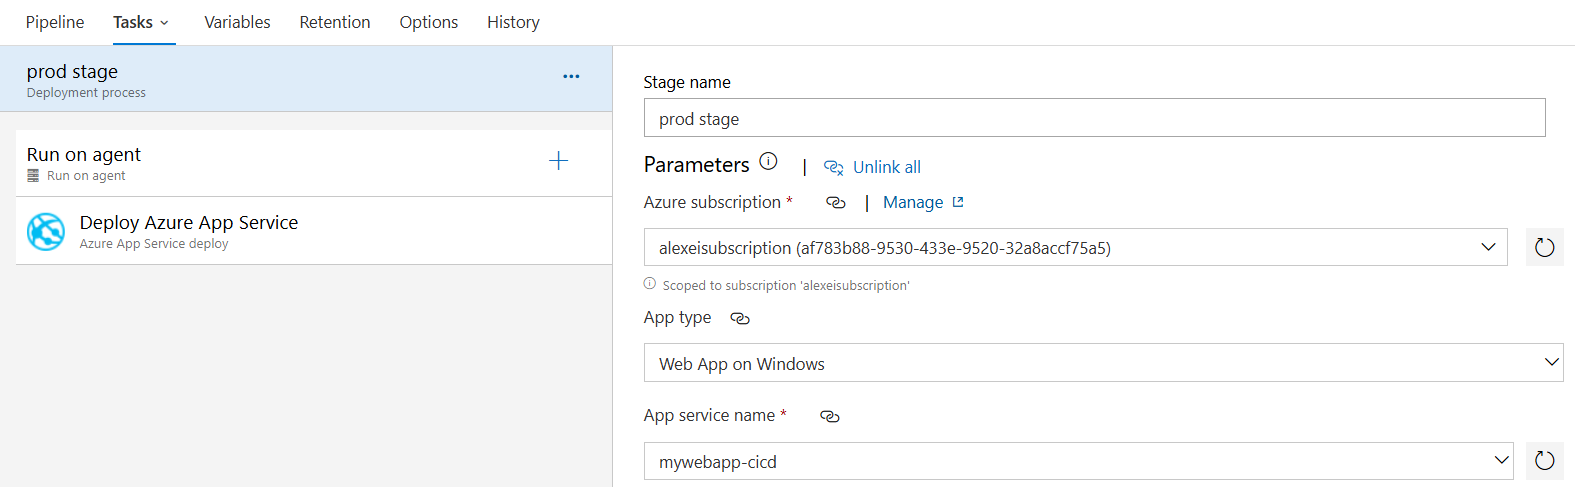 Pipeline Tasks Variables Retention Options History
prod stage
Deployment process
Run on agent
Run on agent
Deploy Azure App Service
Azure App Service deploy
Stage name
prod stage
Parameters | Unlink all
Azure subscription * | Manage
alexeisubscription (af783b88-9530-433e-9520-32a8accf75a5)
Scoped to subscription 'alexeisubscription'
App type
Web App on Windows
App service name *
mywebapp-cicd